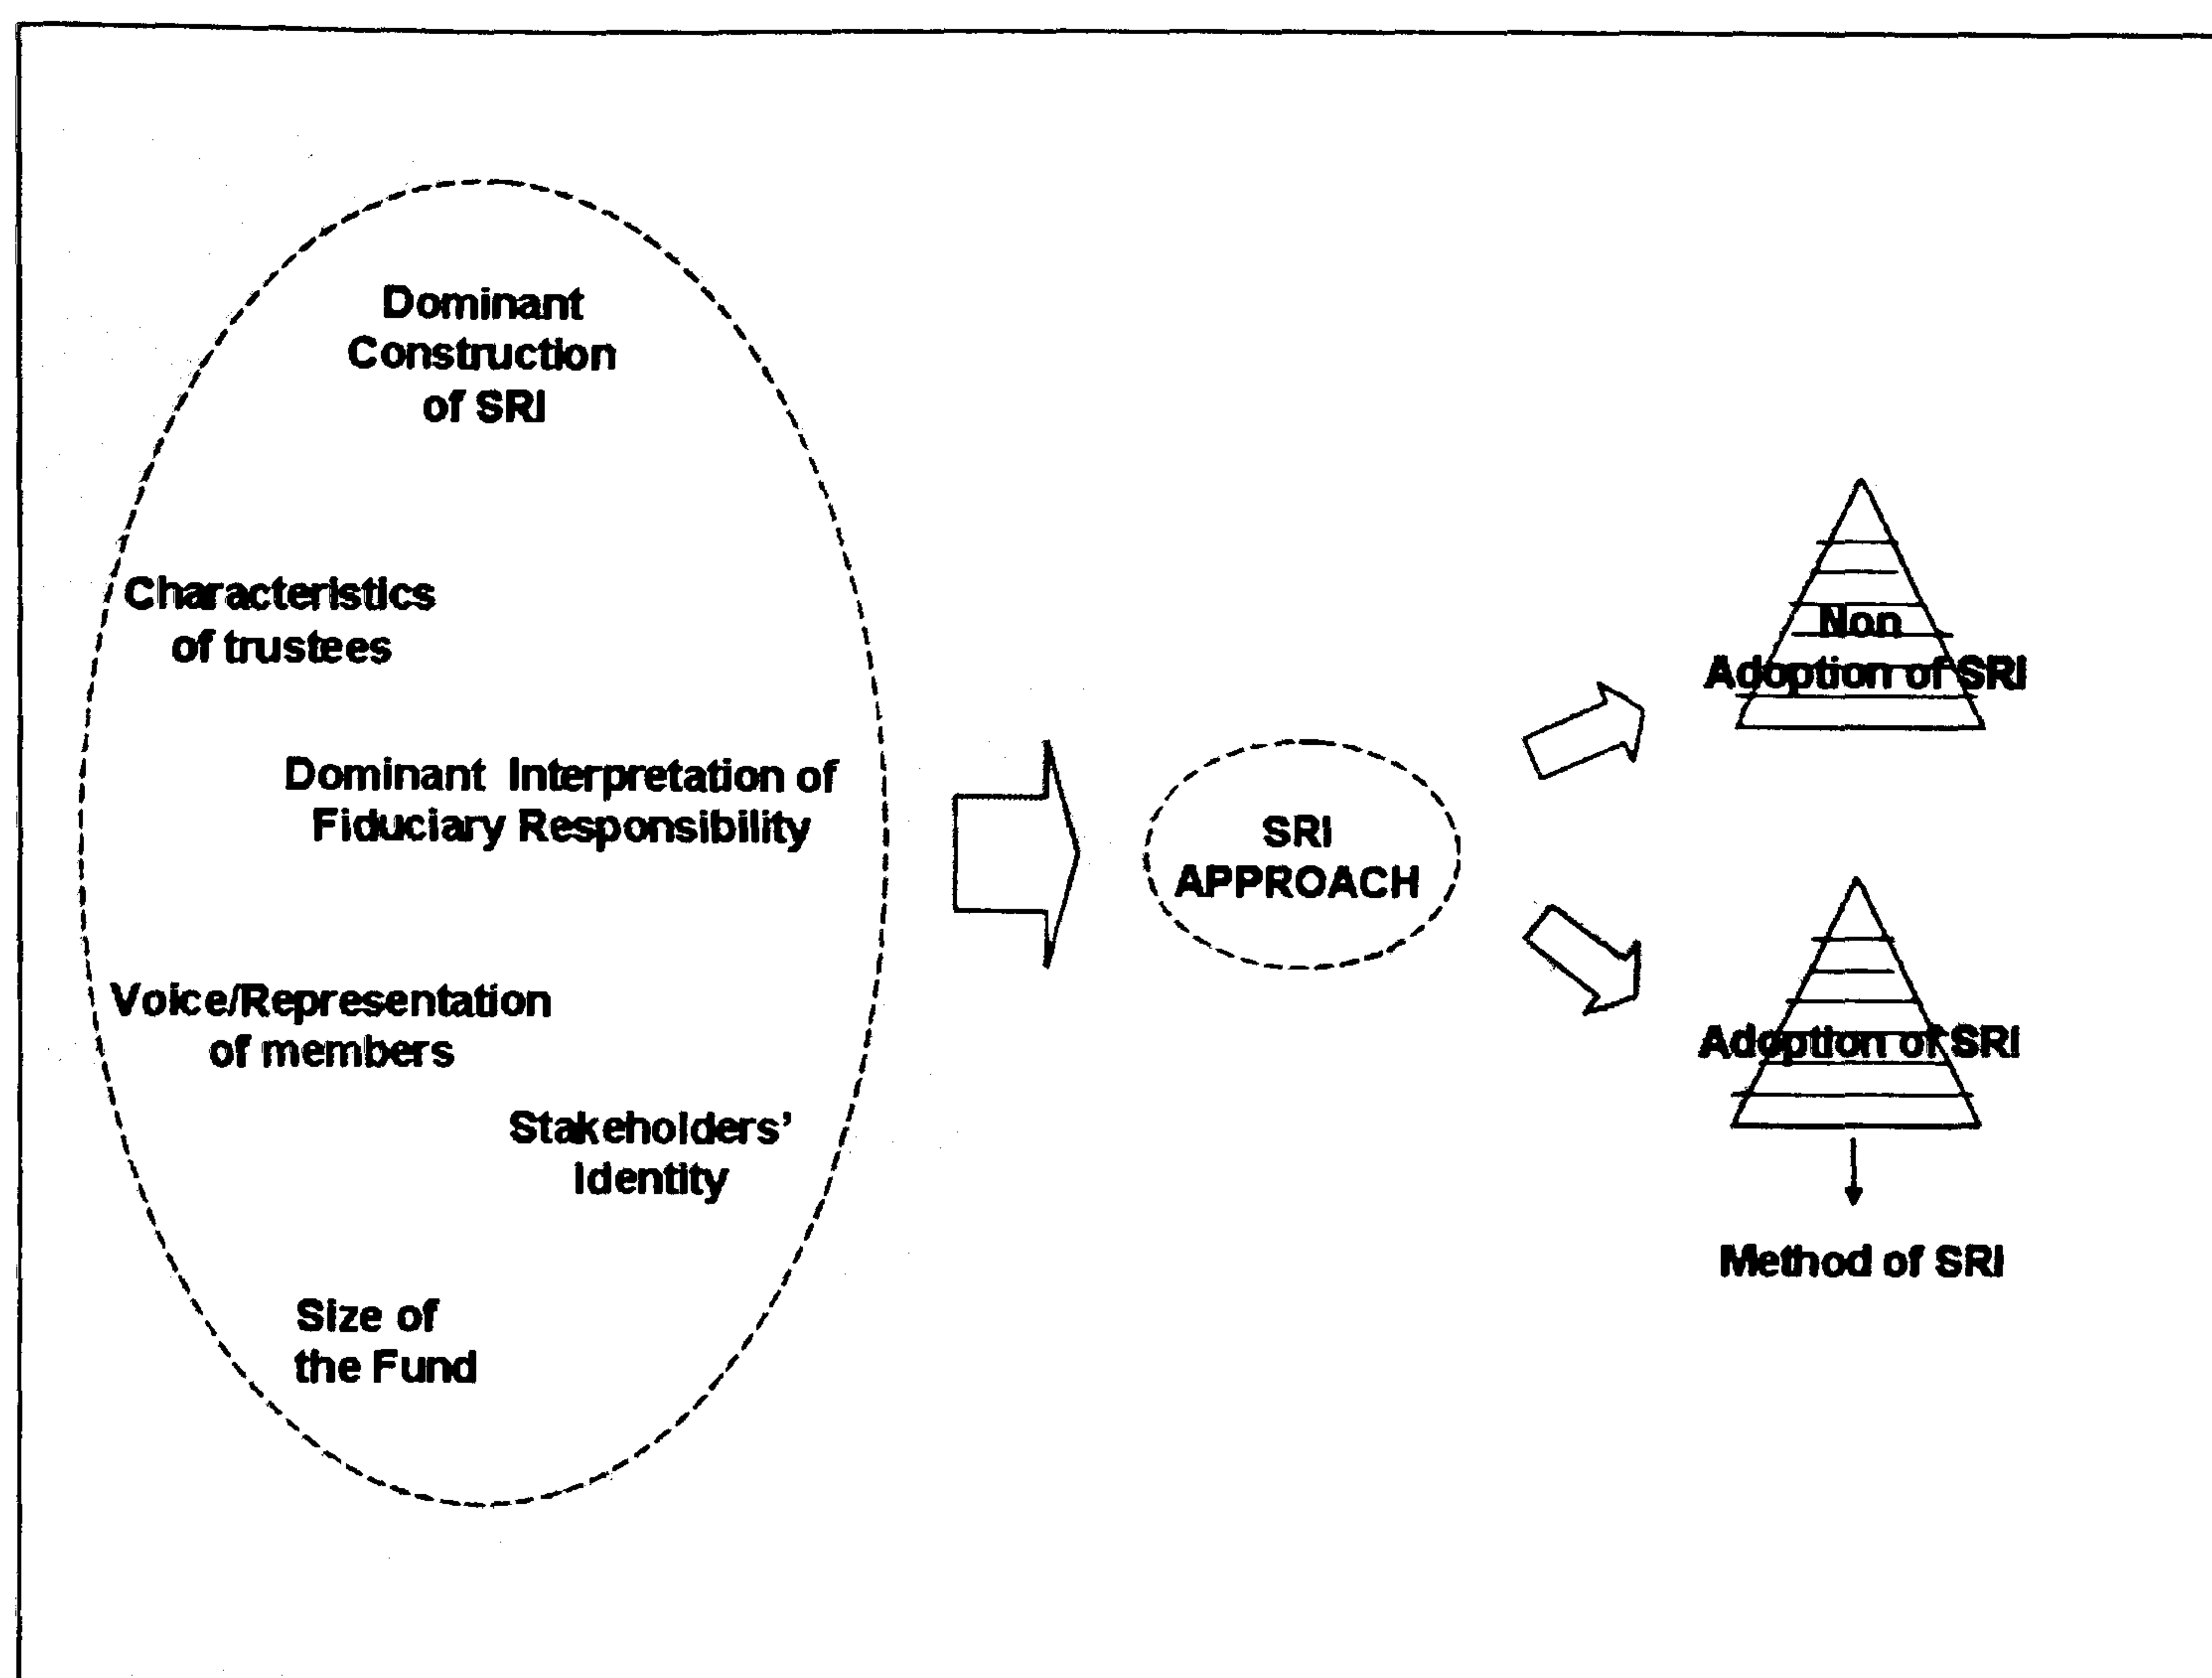 Dominant
Construction
of SRI
Characteristics
of trustees
Dominant Interpretation of
Fiduciary Responsibility
Voice/Representation
of members
Stakeholders'
Identity
Size of
the Fund
SRI
APPROACH
Non
Adoption of SRI
Adoption of SRI
Method of SRI